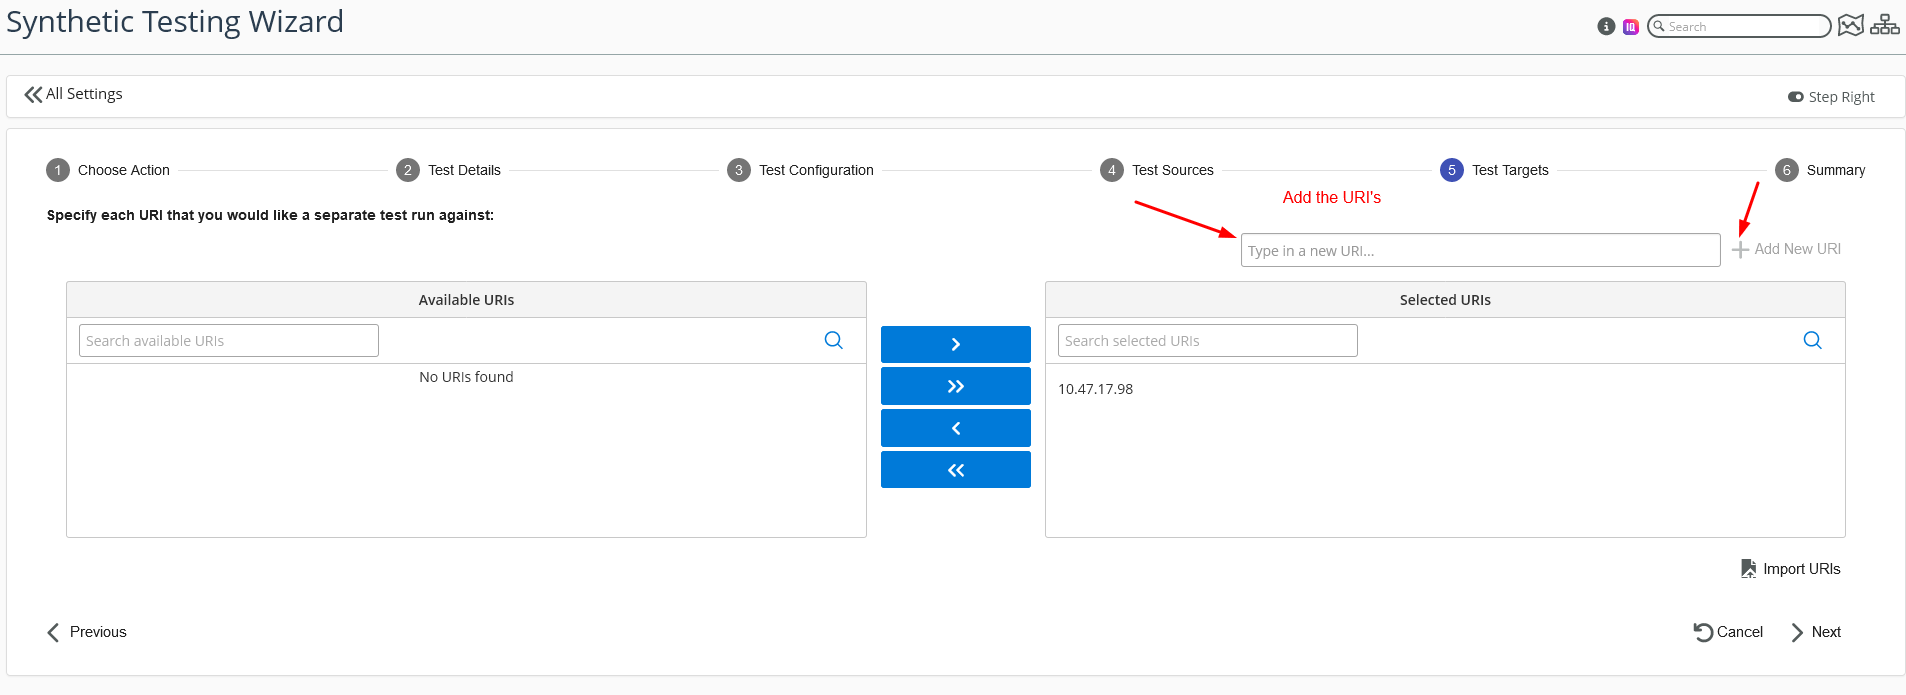 Synthetic Testing Wizard
IQ
Search
All Settings
Step Right
1 Choose Action
2 Test Details
3 Test Configuration
4 Test Sources
5 Test Targets
6 Summary
Add the URI's
Specify each URI that you would like a separate test run against:
Type in a new URI...
Add New URI
Available URIs
Selected URIs
Search available URIs
Search selected URIs
No URIs found
10.47.17.98
Import URIs
Previous
Cancel
Next